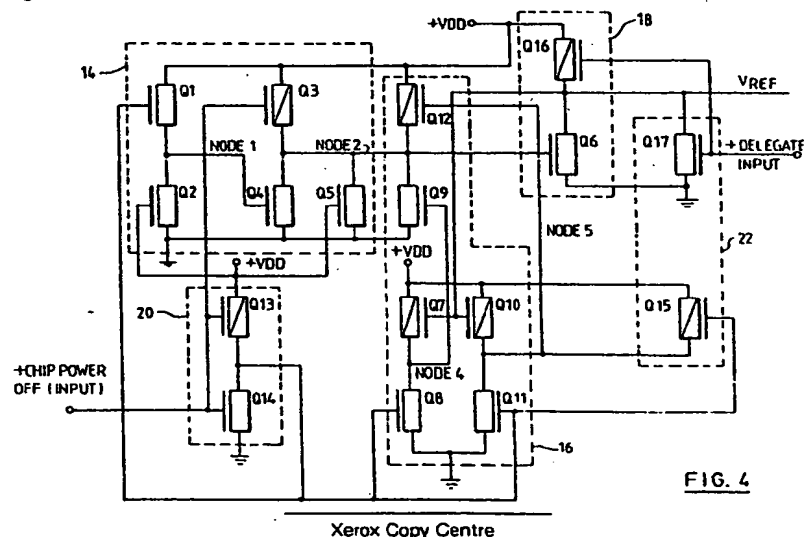 +VDD
18
14
Q16
Q1
Q3
Q12
VREF
NODE 1
NODE 2
Q6
Q17
+DELEGATE
INPUT
Q2
Q4
Q5
Q9
NODE 5
+VDD
+VDD
22
20
Q13
Q7
Q10
Q15
+CHIP POWER
OFF (INPUT)
NODE 4
Q14
Q8
Q11
16
FIG. 4
Xerox Copy Centre